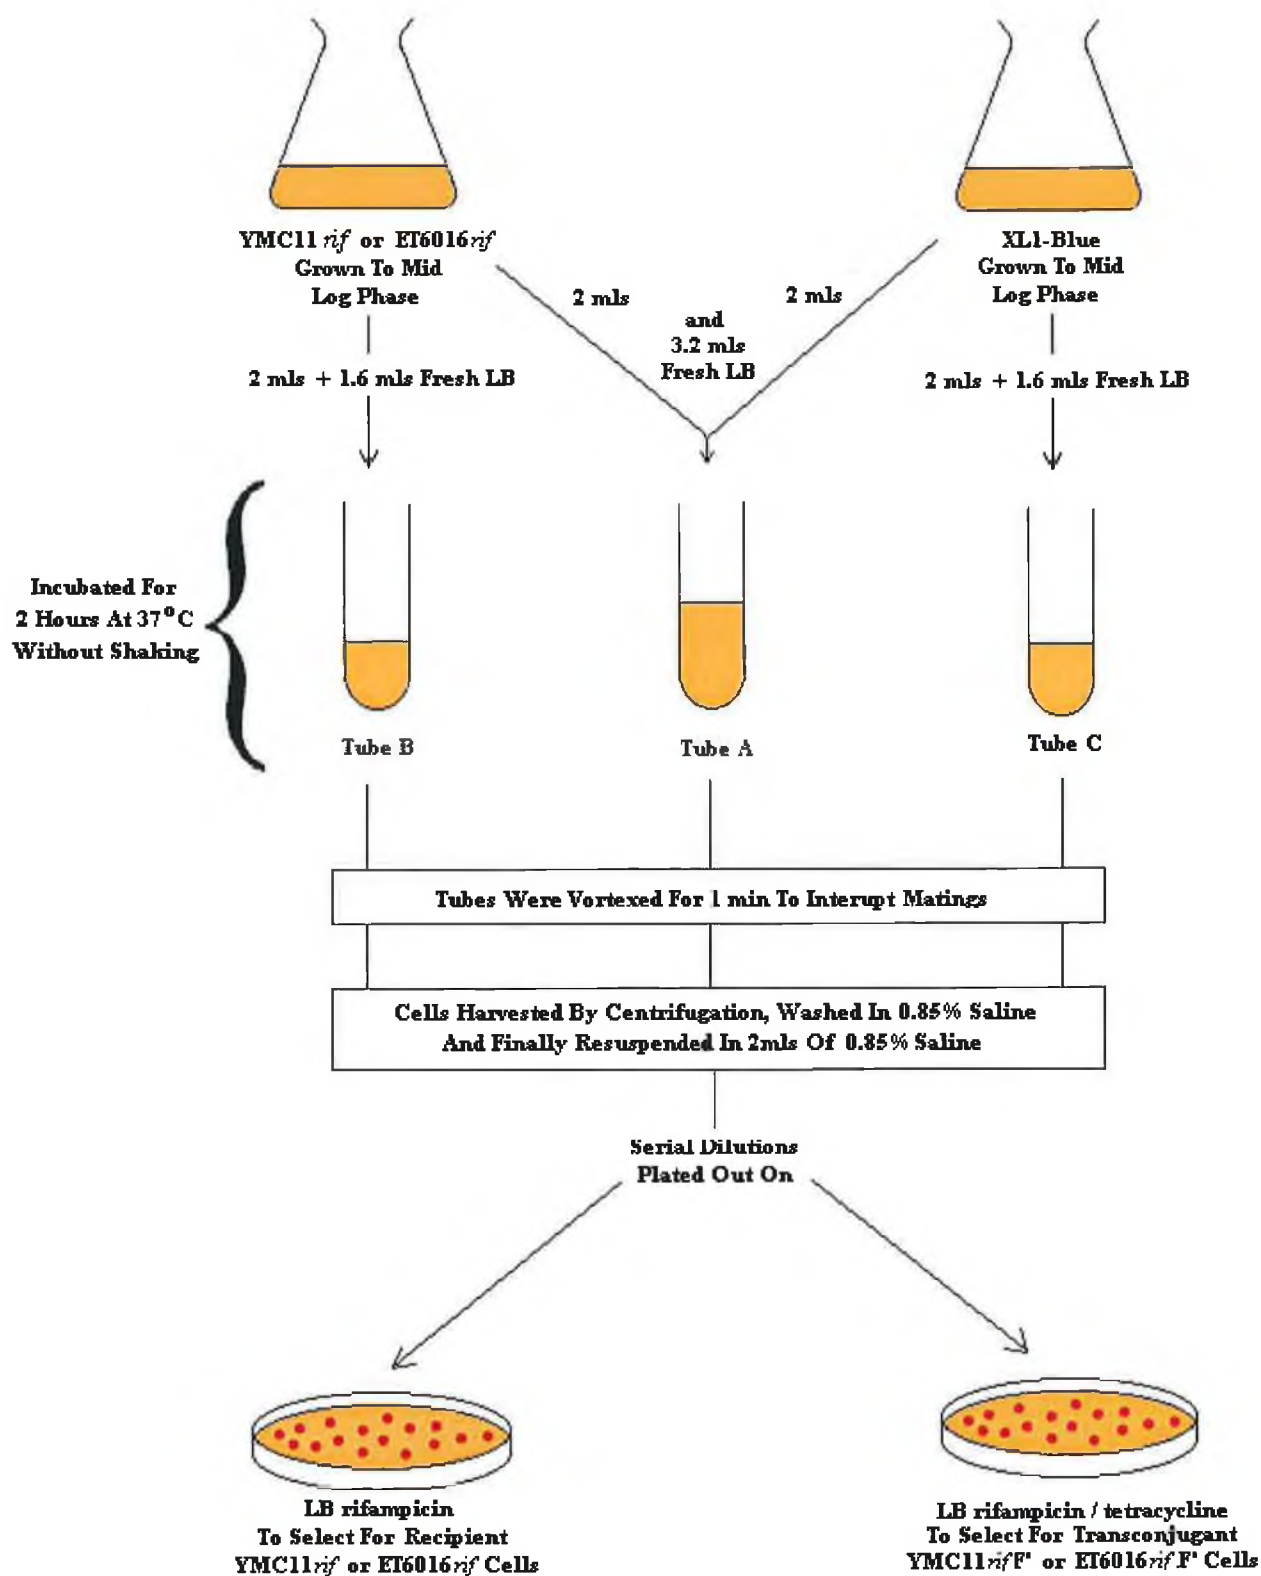 YMC11 rif or ET6016rif
Grown To Mid
Log Phase
XL1-Blue
Grown To Mid
Log Phase
2 mls
and
3.2 mls
Fresh LB
2 mls
2 mls + 1.6 mls Fresh LB
2 mls + 1.6 mls Fresh LB
Incubated For
2 Hours At 37°C
Without Shaking
Tube B
Tube A
Tube C
Tubes Were Vortexed For 1 min To Interupt Matings
Cells Harvested By Centrifugation, Washed In 0.85% Saline
And Finally Resuspended In 2mls Of 0.85% Saline
Serial Dilutions
Plated Out On
LB rifampicin
To Select For Recipient
YMC11rif or ET6016rif Cells
LB rifampicin / tetracycline
To Select For Transconjugant
YMC11rifF' or ET6016rif F' Cells